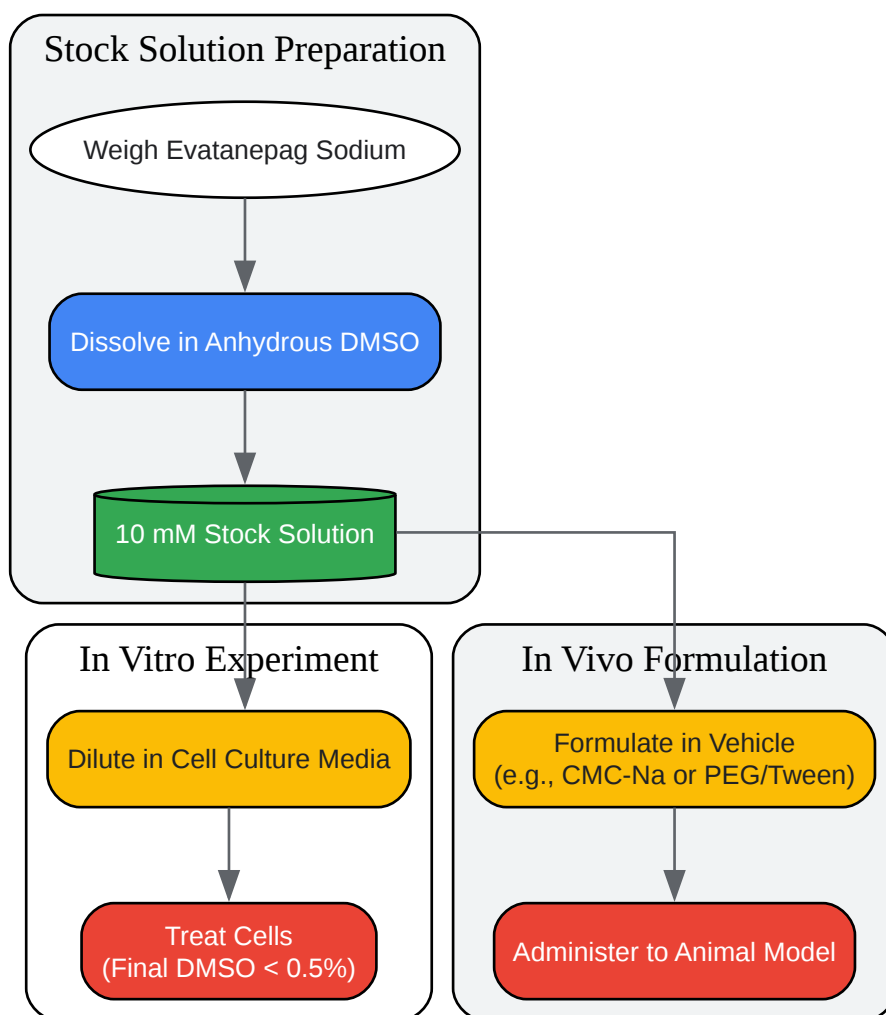 Stock Solution Preparation
Weigh Evatanepag Sodium
Dissolve in Anhydrous DMSO
10 mM Stock Solution
In Vitro Experiment
Dilute in Cell Culture Media
Treat Cells
(Final DMSO < 0.5%)
In Vivo Formulation
Formulate in Vehicle
(e.g., CMC-Na or PEG/Tween)
Administer to Animal Model